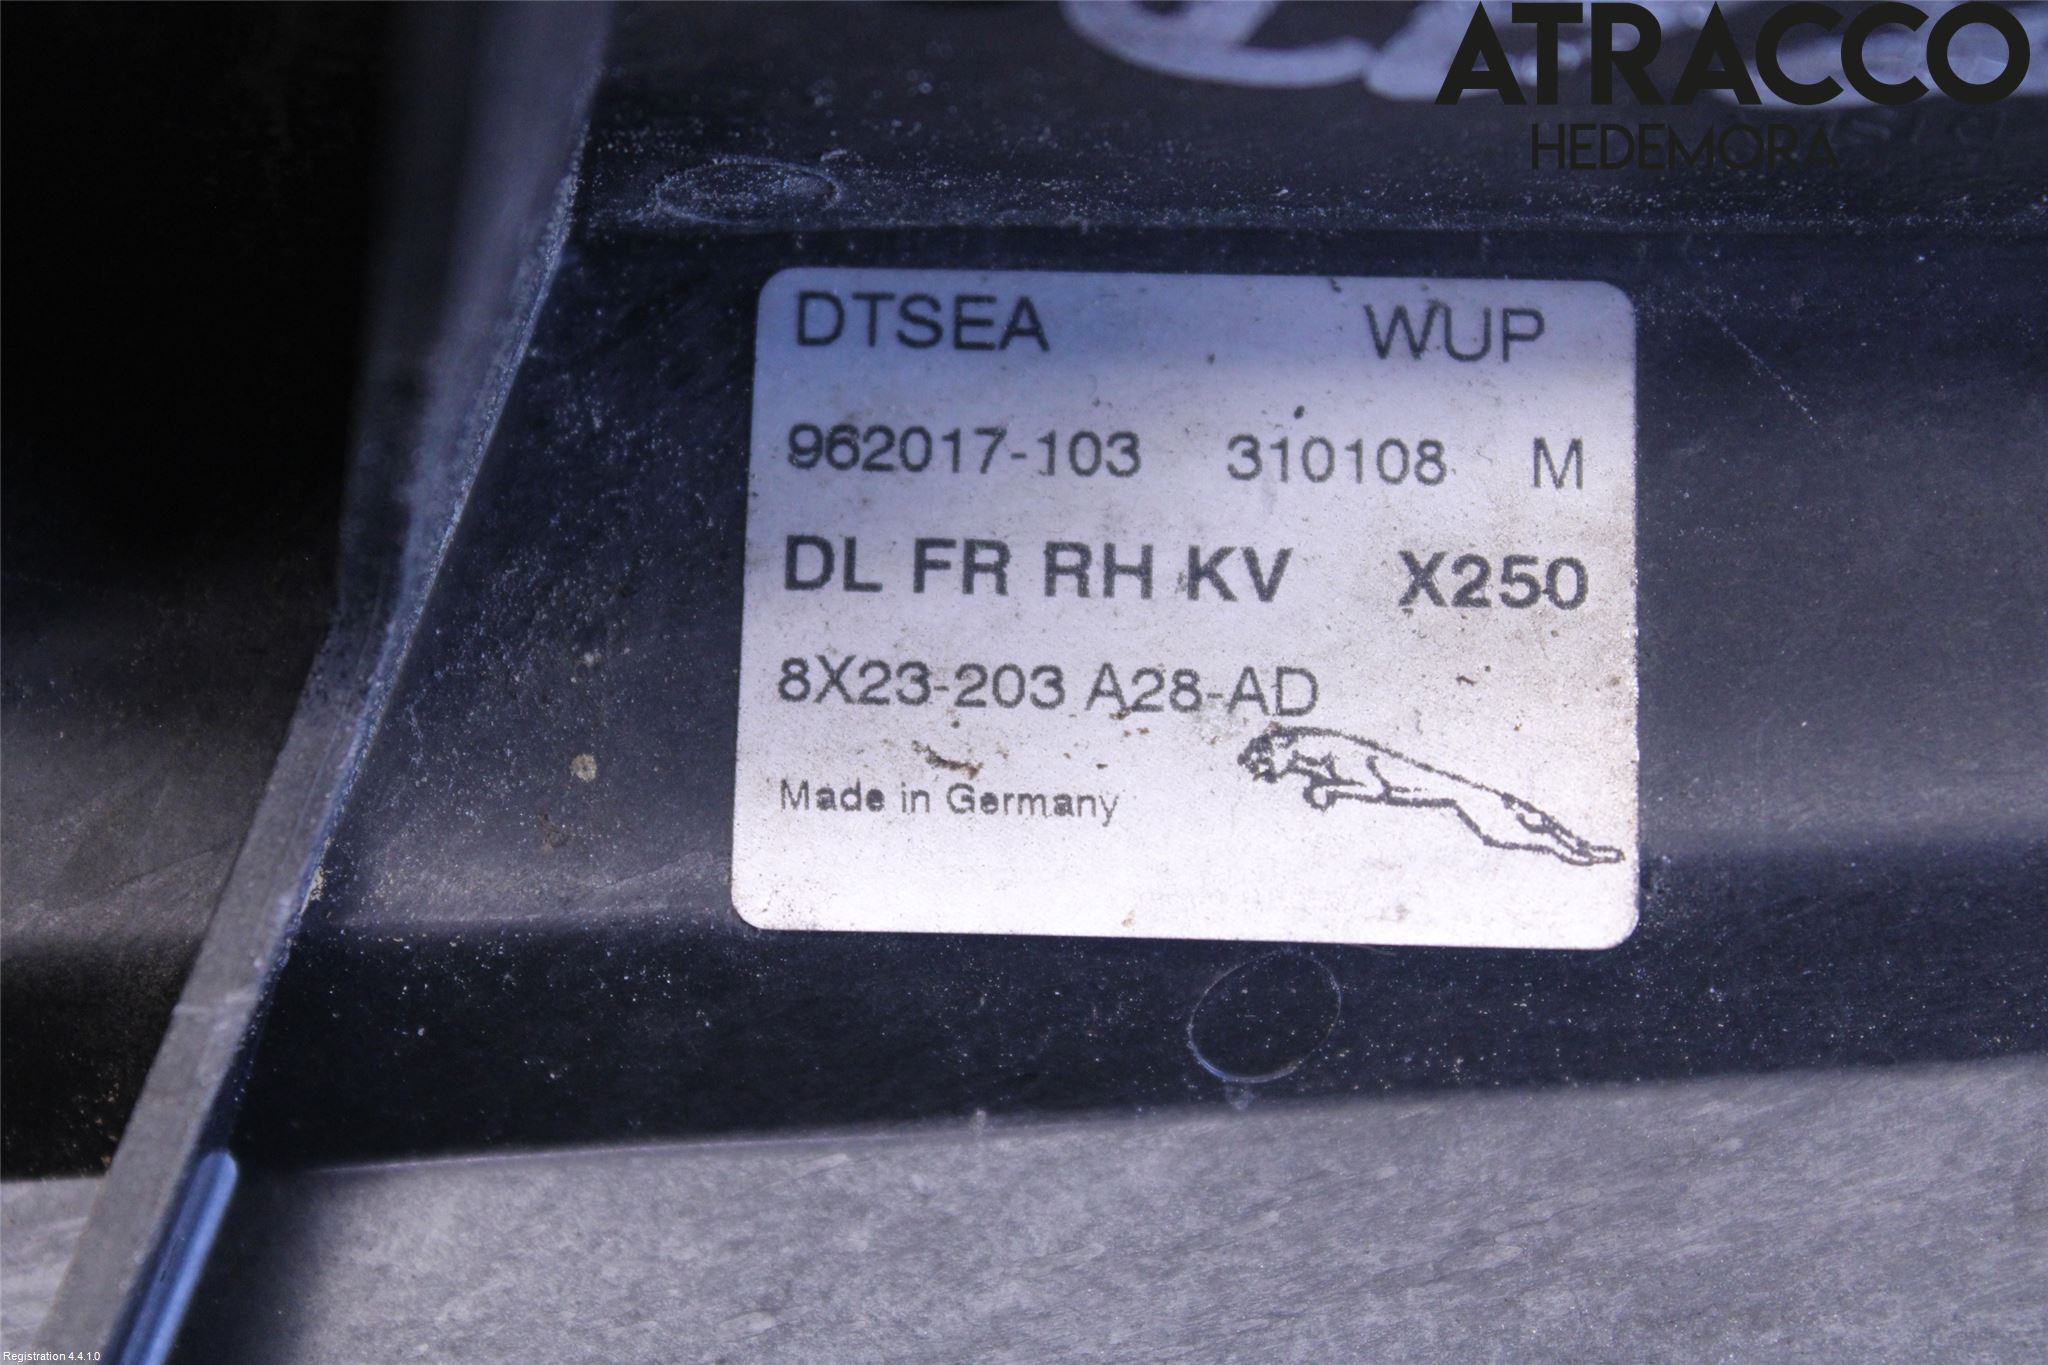 ATRACCO
HEDEMORA
DTSEA WUP
962017-103 310108 M
DL FR RH KV X250
8X23-203 A28-AD
Made in Germany
Registration 4.4.1.0